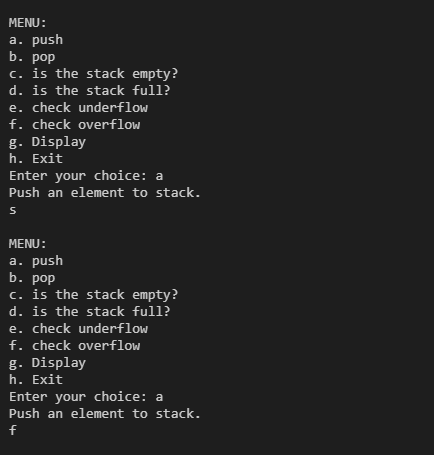 MENU:
a. push
b. pop
c. is the stack empty?
d. is the stack full?
e. check underflow
f. check overflow
g. Display
h. Exit
Enter your choice: a
Push an element to stack.
s
MENU:
a. push
b. pop
c. is the stack empty?
d. is the stack full?
e. check underflow
f. check overflow
g. Display
h. Exit
Enter your choice: a
Push an element to stack.
f